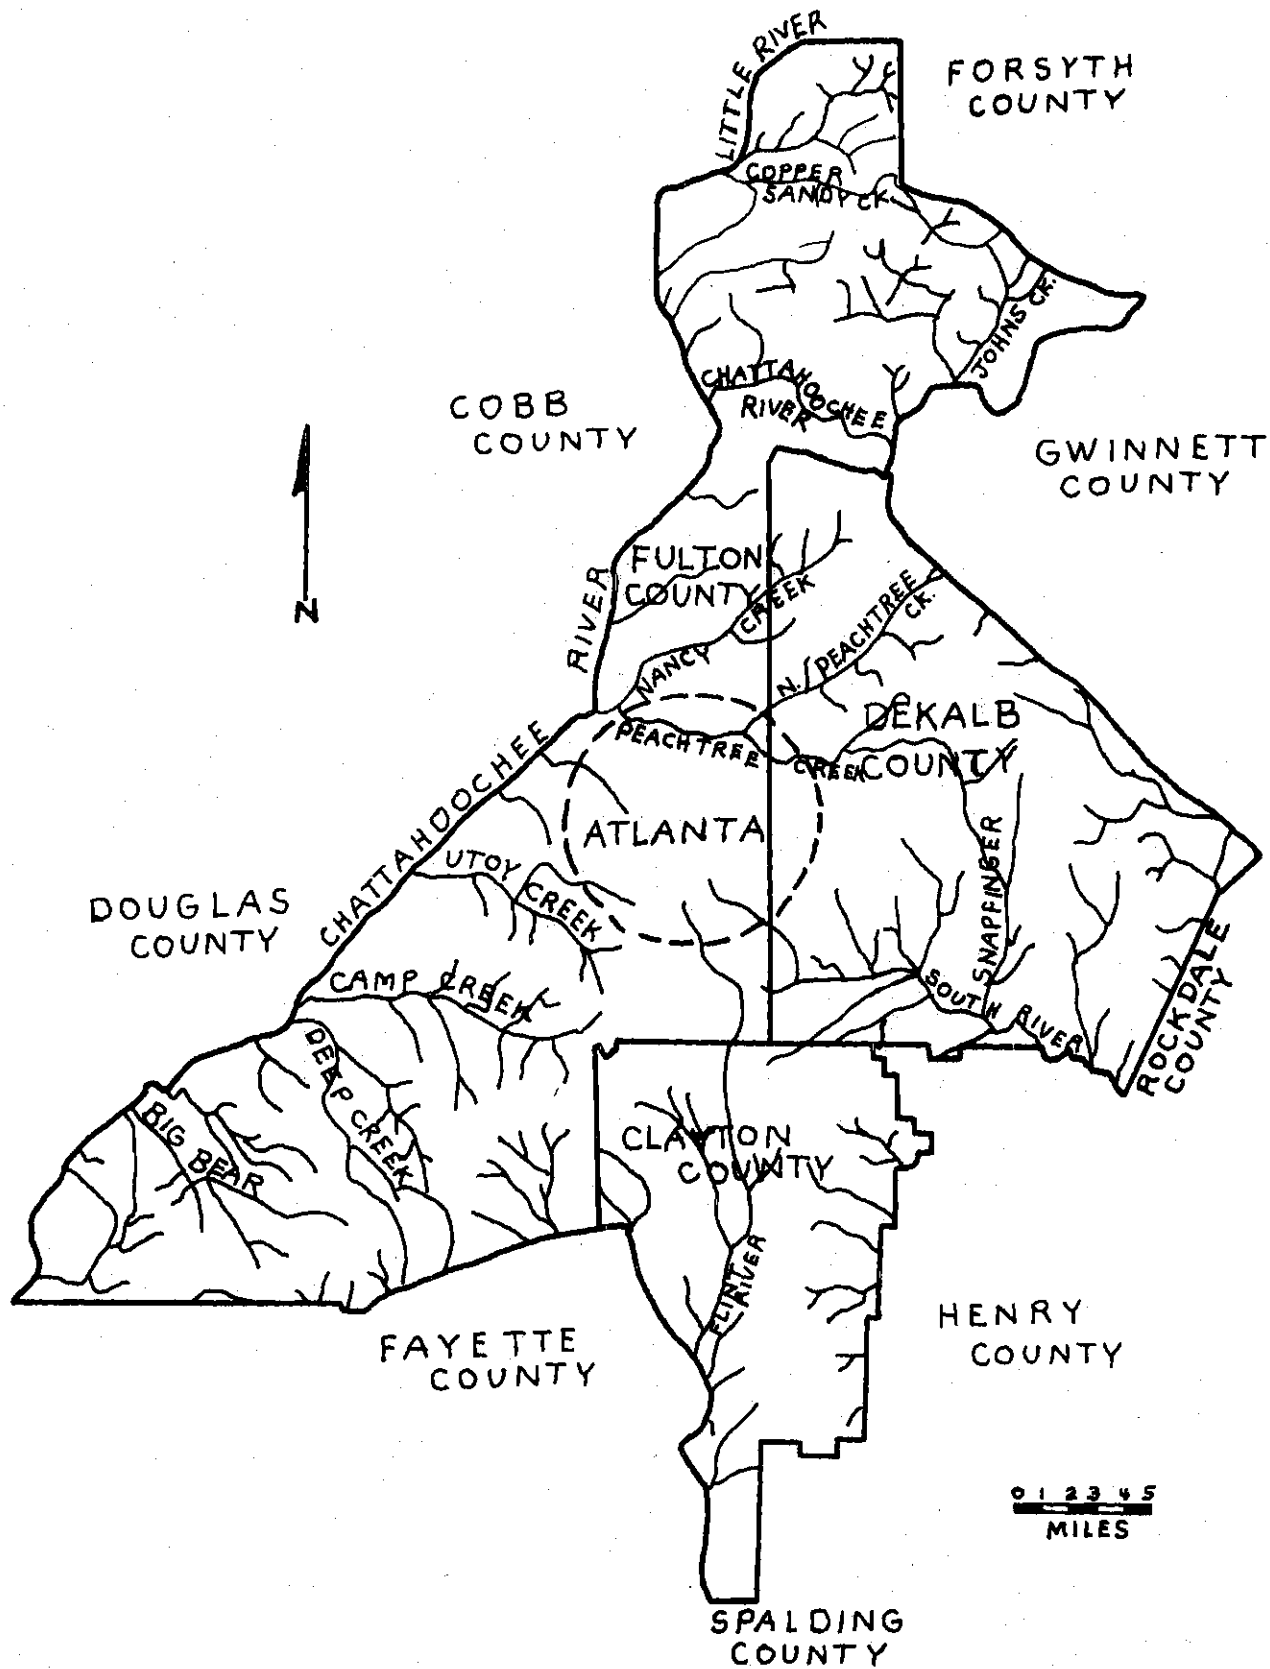 LITTLE RIVER
FORSYTH
COUNTY
COPPER
SANDY CK.
JOHNS CK.
CHATTAHOOCHEE
RIVER
COBB
COUNTY
GWINNETT
COUNTY
N
FULTON
COUNTY
NANCY CREEK
N. PEACHTREE
CK.
CHATTAHOOCHEE RIVER
PEACHTREE CREEK
DEKALB
COUNTY
ATLANTA
UTOY
CREEK
SNAPFINGER
DOUGLAS
COUNTY
CAMP CREEK
SOUTH RIVER
ROCKDALE
COUNTY
DEEP CREEK
BIG BEAR
CLAYTON
COUNTY
FLINT
RIVER
HENRY
COUNTY
FAYETTE
COUNTY
0 1 2 3 4 5
MILES
SPALDING
COUNTY